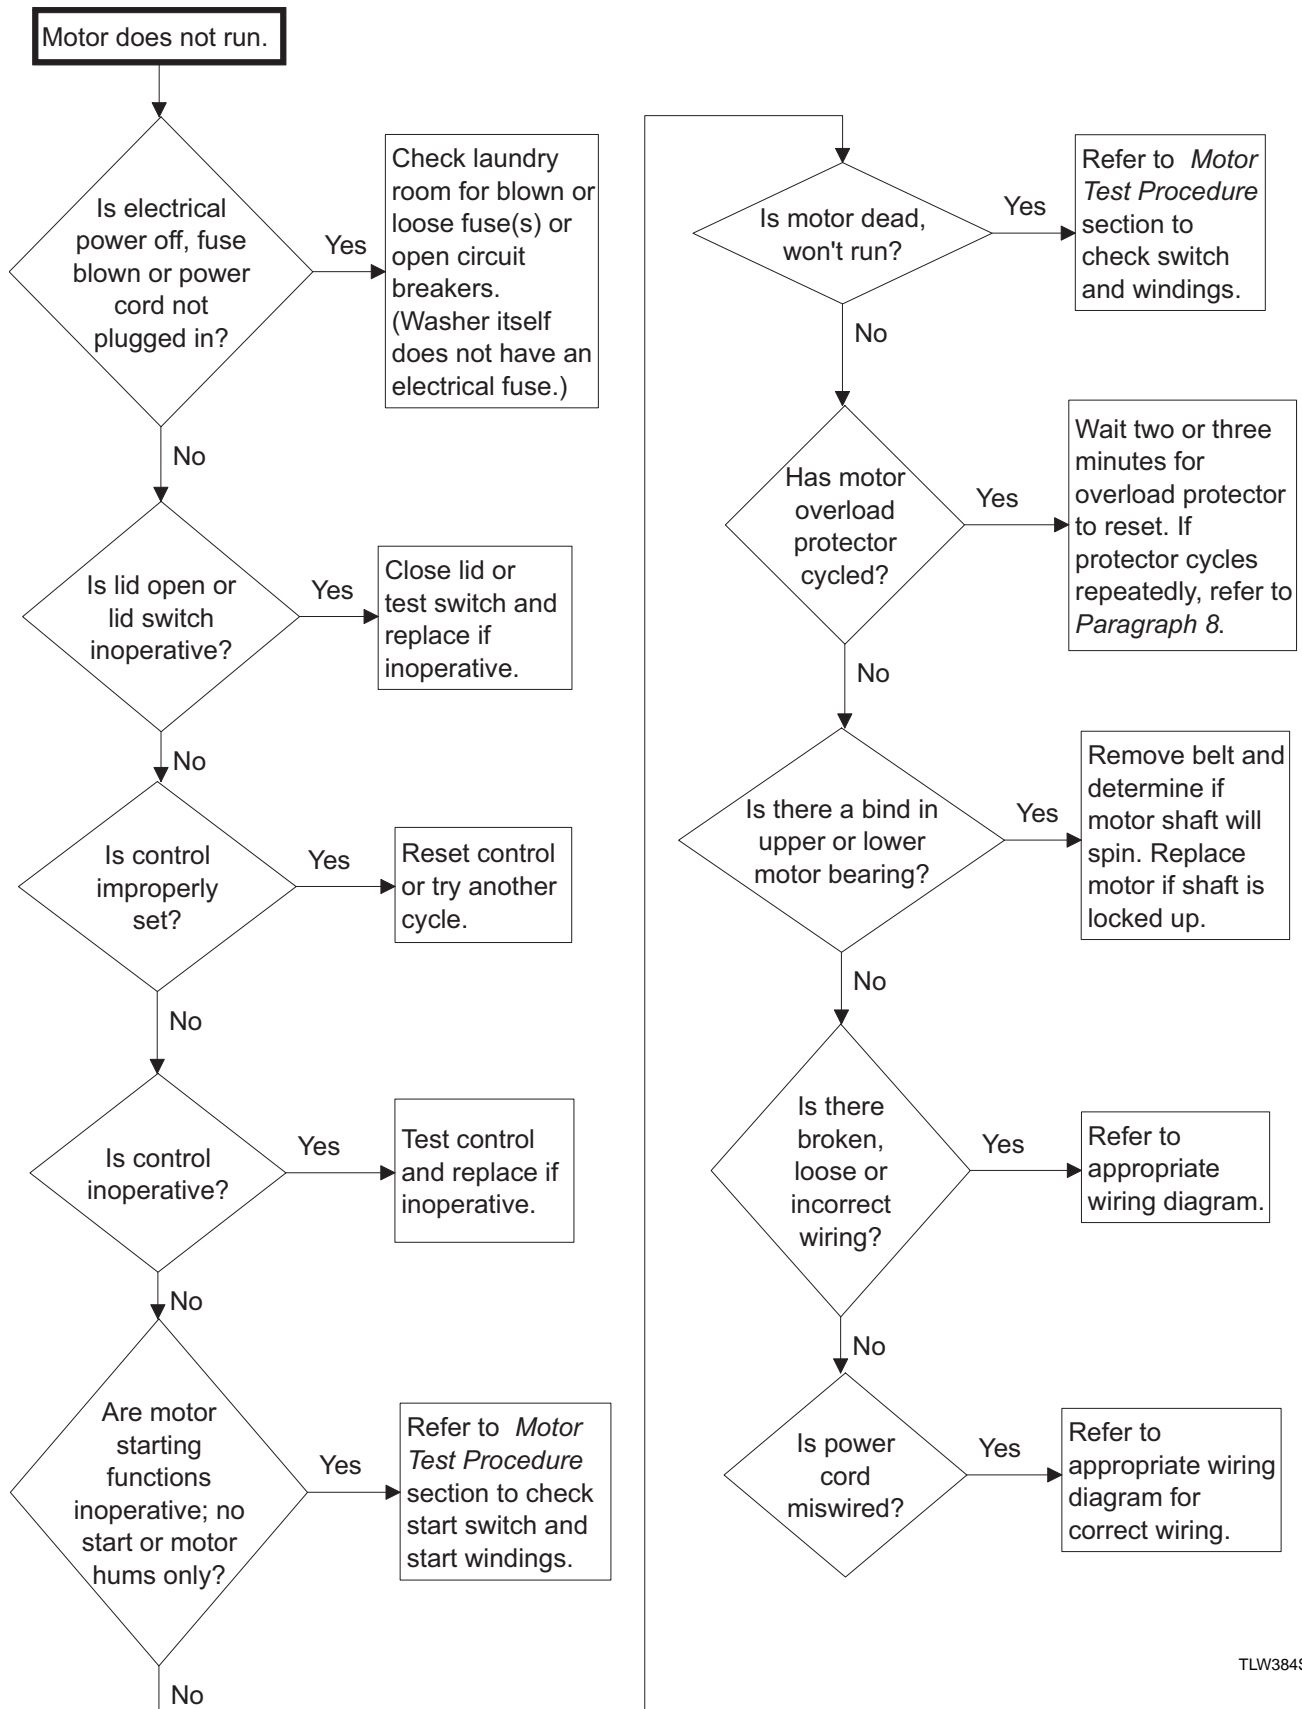 Motor does not run.
Is electrical
power off, fuse
blown or power
cord not
plugged in?
Yes
Check laundry
room for blown or
loose fuse(s) or
open circuit
breakers.
(Washer itself
does not have an
electrical fuse.)
No
Is lid open or
lid switch
inoperative?
Yes
Close lid or
test switch and
replace if
inoperative.
No
Is control
improperly
set?
Yes
Reset control
or try another
cycle.
No
Is control
inoperative?
Yes
Test control
and replace if
inoperative.
No
Are motor
starting
functions
inoperative; no
start or motor
hums only?
Yes
Refer to Motor
Test Procedure
section to check
start switch and
start windings.
No
Is motor dead,
won't run?
Yes
Refer to Motor
Test Procedure
section to
check switch
and windings.
No
Has motor
overload
protector
cycled?
Yes
Wait two or three
minutes for
overload protector
to reset. If
protector cycles
repeatedly, refer to
Paragraph 8.
No
Is there a bind in
upper or lower
motor bearing?
Yes
Remove belt and
determine if
motor shaft will
spin. Replace
motor if shaft is
locked up.
No
Is there
broken,
loose or
incorrect
wiring?
Yes
Refer to
appropriate
wiring diagram.
No
Is power
cord
miswired?
Yes
Refer to
appropriate wiring
diagram for
correct wiring.
TLW384S